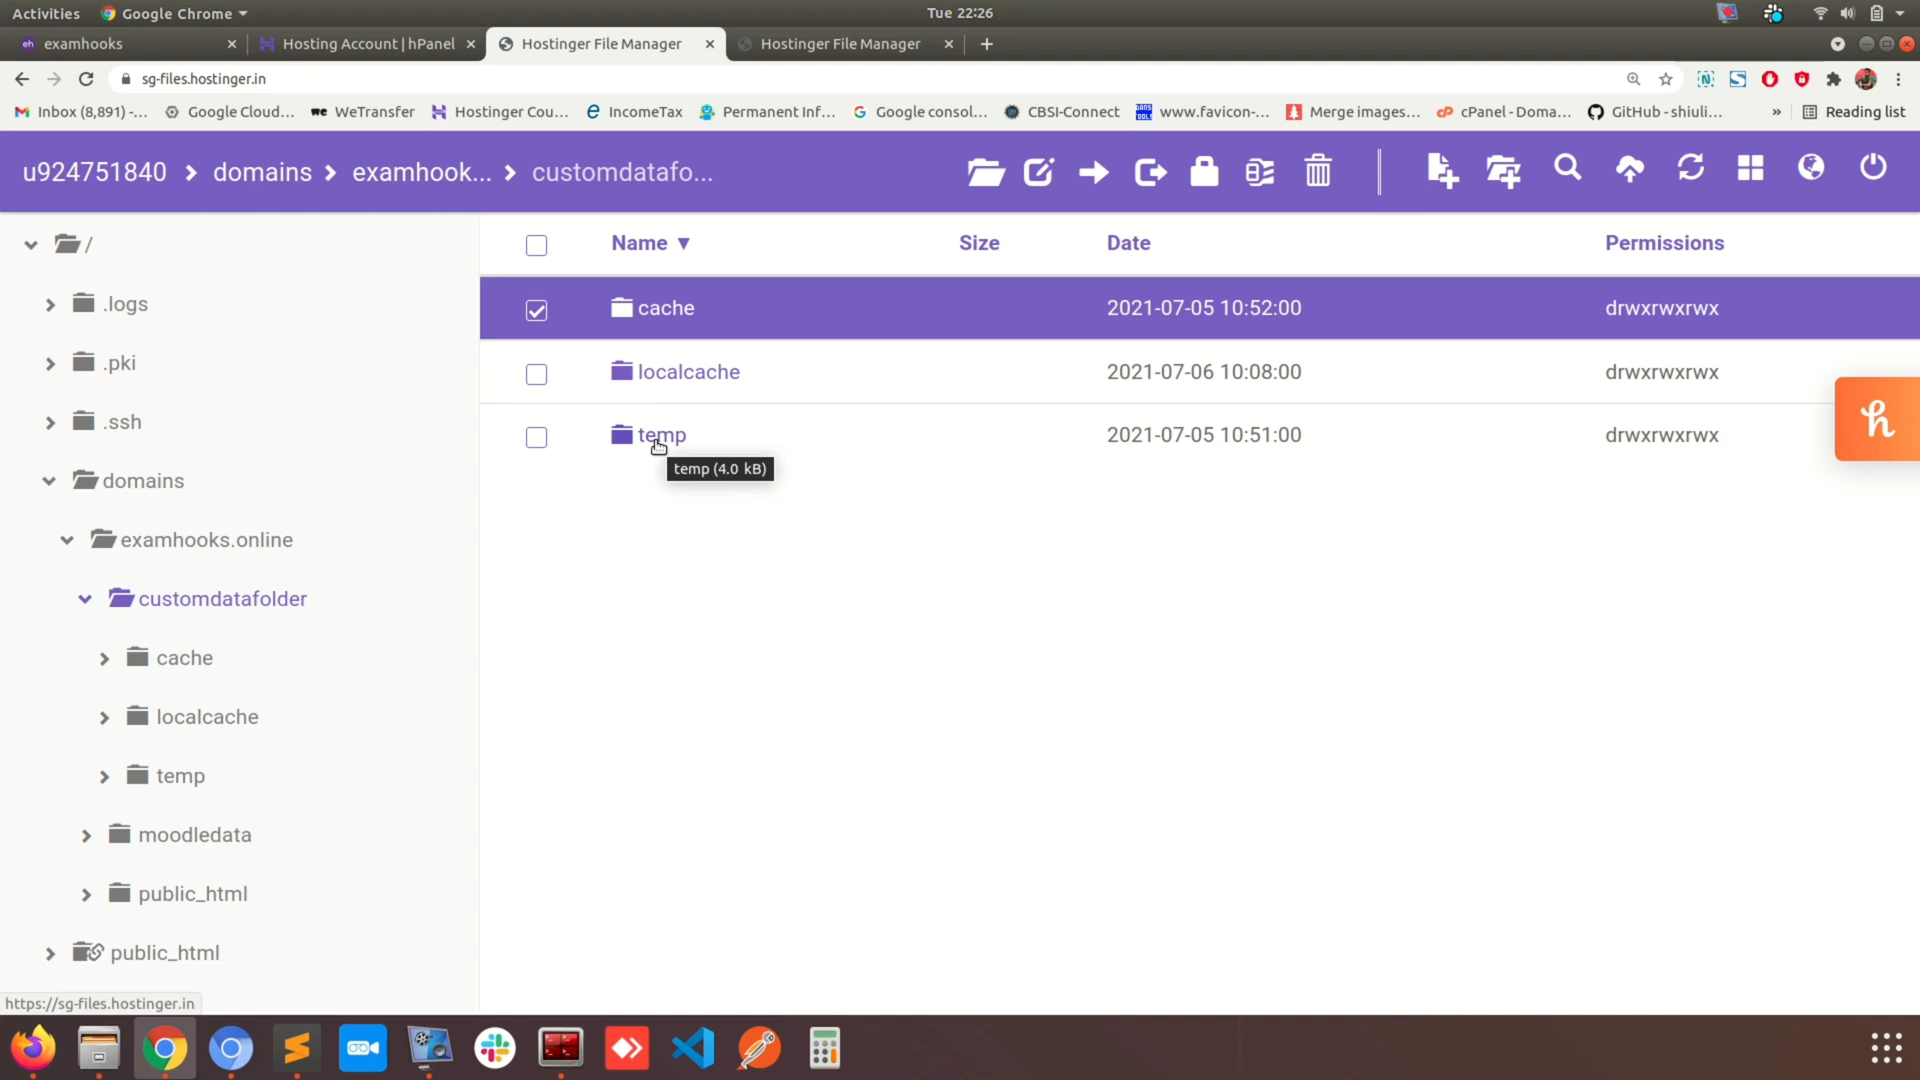 Activities Google Chrome Tue 22:26
examhooks Hosting Account | hPanel Hostinger File Manager Hostinger File Manager
sg-files.hostinger.in
Inbox (8,891) -... Google Cloud... WeTransfer Hostinger Cou... IncomeTax Permanent Inf... Google consol... CBSI-Connect www.favicon-... Merge images... cPanel - Doma... GitHub - shiuli... » Reading list
u924751840 domains examhook... customdatafo...
/
Name Size Date Permissions
.logs
cache 2021-07-05 10:52:00 drwxrwxrwx
.pki
localcache 2021-07-06 10:08:00 drwxrwxrwx
.ssh
temp 2021-07-05 10:51:00 drwxrwxrwx
temp (4.0 kB)
domains
examhooks.online
customdatafolder
cache
localcache
temp
moodledata
public_html
public_html
https://sg-files.hostinger.in